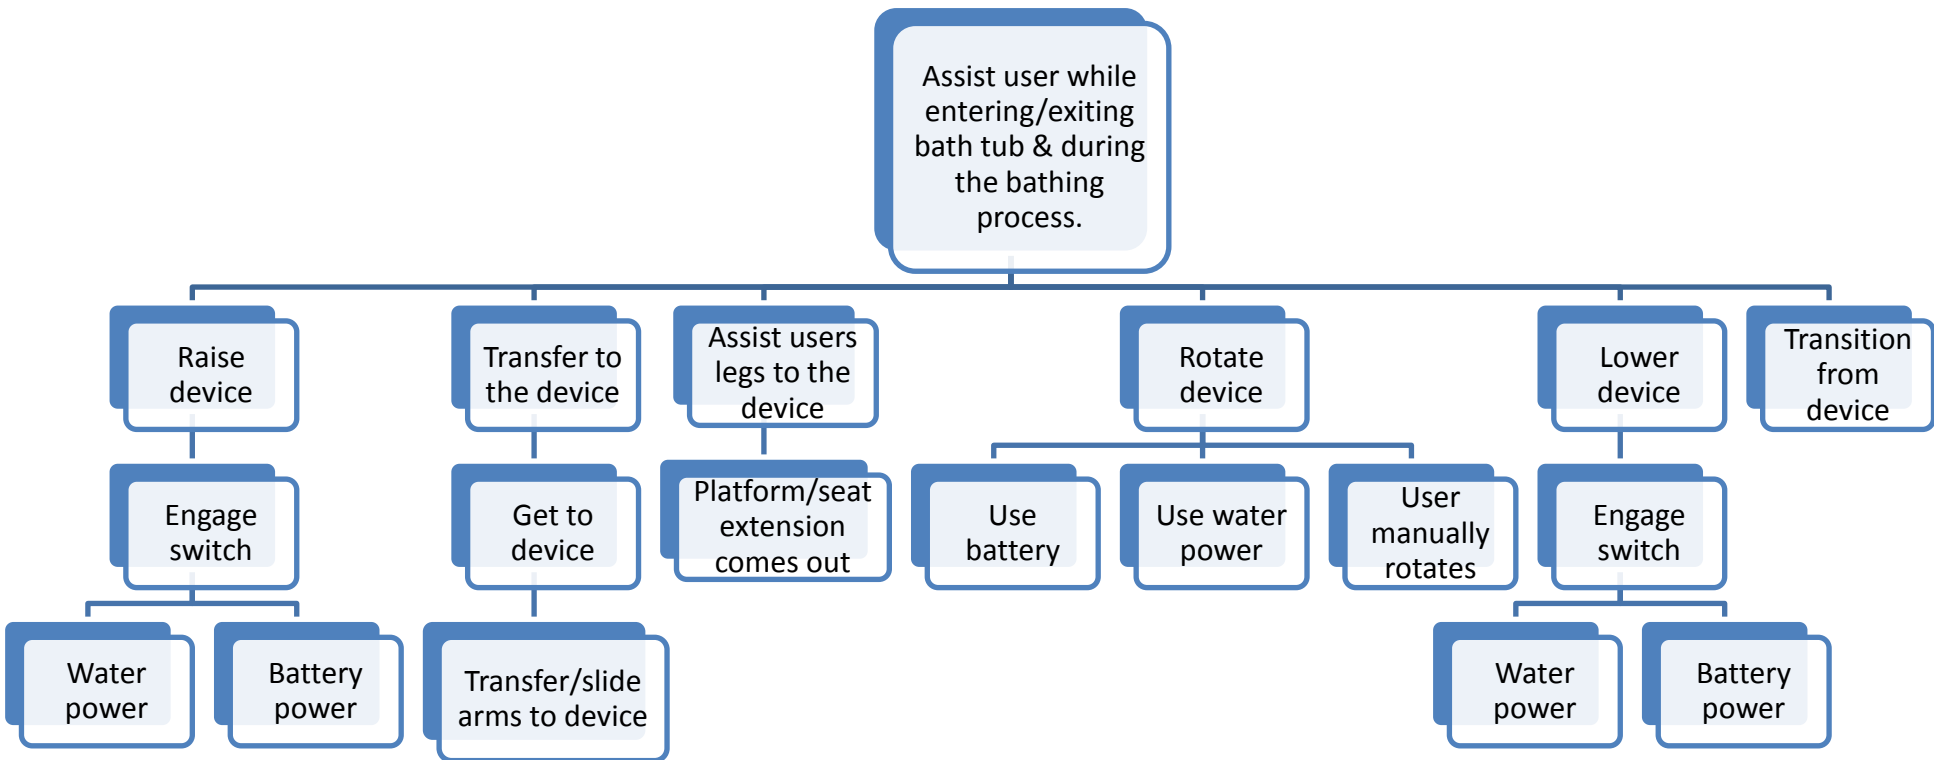 Assist user while
entering/exiting
bath tub & during
the bathing
process.
Raise
device
Transfer to
the device
Assist users
legs to the
device
Rotate
device
Lower
device
Transition
from
device
Engage
switch
Get to
device
Platform/seat
extension
comes out
Use
battery
Use water
power
User
manually
rotates
Engage
switch
Water
power
Battery
power
Transfer/slide
arms to device
Water
power
Battery
power